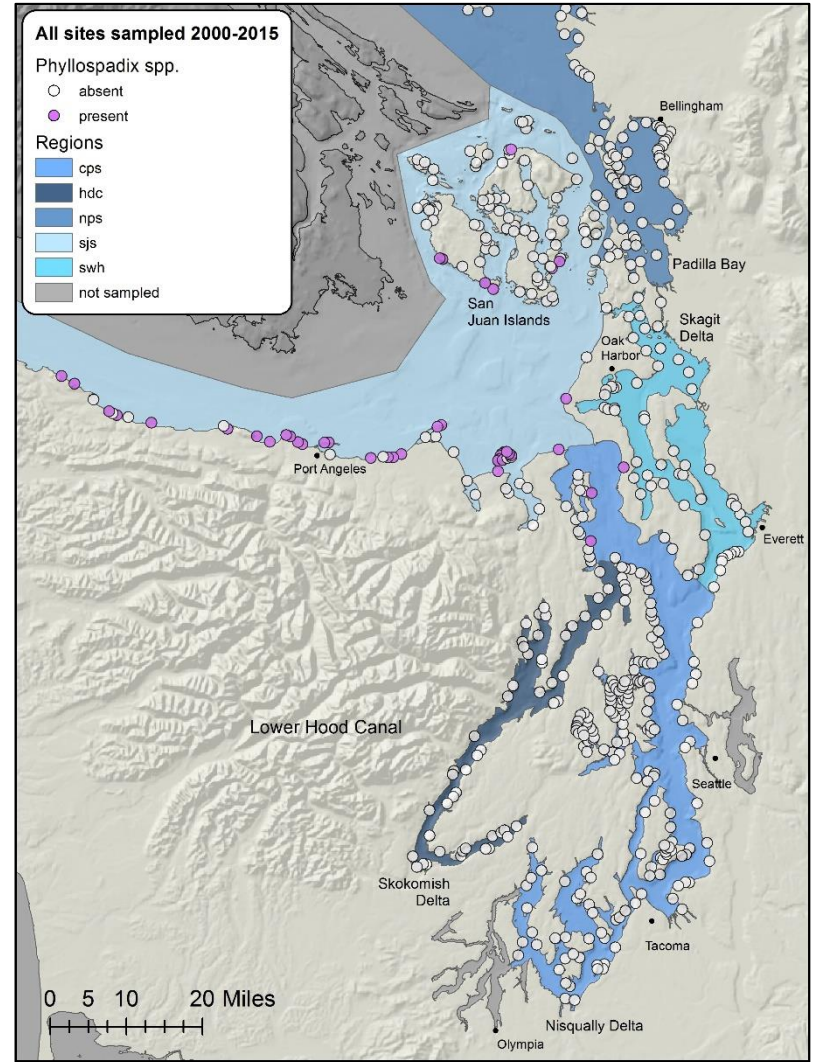 All sites sampled 2000-2015
Phyllospadix spp.
absent
present
Regions
cps
hdc
nps
sjs
swh
not sampled
Bellingham
Padilla Bay
San
Juan Islands
Skagit
Delta
Oak
Harbor
Port Angeles
Everett
Lower Hood Canal
Seattle
Skokomish
Delta
Tacoma
0 5 10 20 Miles
Nisqually Delta
Olympia